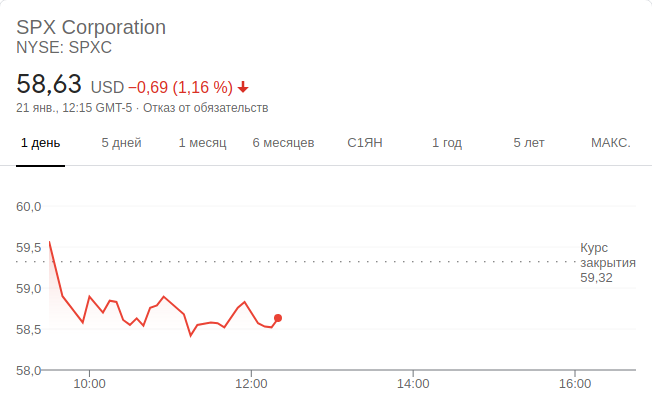 SPX Corporation
NYSE: SPXC
58,63 USD −0,69 (1,16 %)
21 янв., 12:15 GMT-5 · Отказ от обязательств
1 день 5 дней 1 месяц 6 месяцев С1ЯН 1 год 5 лет МАКС.
60,0
59,5
59,0
58,5
58,0
Курс
закрытия
59,32
10:00 12:00 14:00 16:00